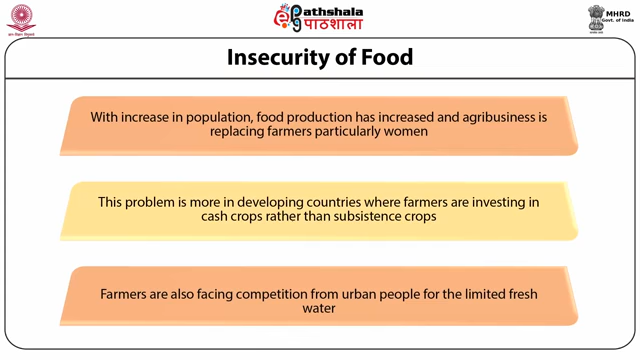 ePathshala
पाठशाला
MHRD
Govt. of India
Insecurity of Food
With increase in population, food production has increased and agribusiness is
replacing farmers particularly women
This problem is more in developing countries where farmers are investing in
cash crops rather than subsistence crops
Farmers are also facing competition from urban people for the limited fresh
water